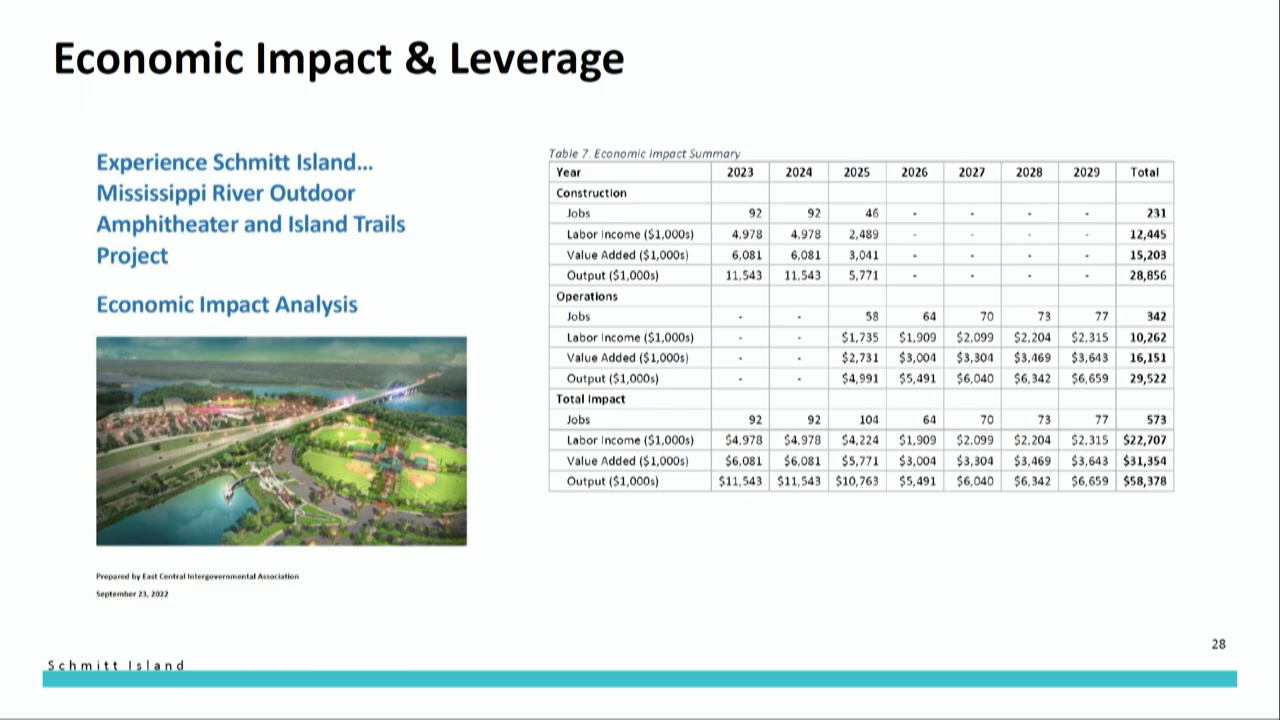 Economic Impact & Leverage
Experience Schmitt Island...
Mississippi River Outdoor
Amphitheater and Island Trails
Project
Economic Impact Analysis
Prepared by East Central Intergovernmental Association
September 23, 2022
Table 7. Economic Impact Summary
Year 2023 2024 2025 2026 2027 2028 2029 Total
Construction
Jobs 92 92 46 - - - - 231
Labor Income ($1,000s) 4,978 4,978 2,489 - - - - 12,445
Value Added ($1,000s) 6,081 6,081 3,041 - - - - 15,203
Output ($1,000s) 11,543 11,543 5,771 - - - - 28,856
Operations
Jobs - - 58 64 70 73 77 342
Labor Income ($1,000s) - - $1,735 $1,909 $2,099 $2,204 $2,315 10,262
Value Added ($1,000s) - - $2,731 $3,004 $3,304 $3,469 $3,643 16,151
Output ($1,000s) - - $4,991 $5,491 $6,040 $6,342 $6,659 29,522
Total Impact
Jobs 92 92 104 64 70 73 77 573
Labor Income ($1,000s) $4,978 $4,978 $4,224 $1,909 $2,099 $2,204 $2,315 $22,707
Value Added ($1,000s) $6,081 $6,081 $5,771 $3,004 $3,304 $3,469 $3,643 $31,354
Output ($1,000s) $11,543 $11,543 $10,763 $5,491 $6,040 $6,342 $6,659 $58,378
28
Schmitt Island